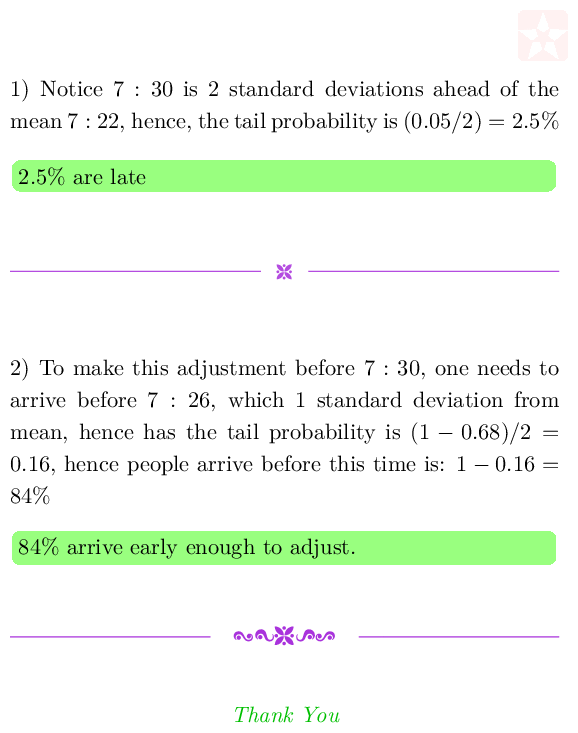 1) Notice 7 : 30 is 2 standard deviations ahead of the
mean 7 : 22, hence, the tail probability is (0.05/2) = 2.5%
2.5% are late
2) To make this adjustment before 7 : 30, one needs to
arrive before 7 : 26, which 1 standard deviation from
mean, hence has the tail probability is (1 − 0.68)/2 =
0.16, hence people arrive before this time is: 1 − 0.16 =
84%
84% arrive early enough to adjust.
Thank You